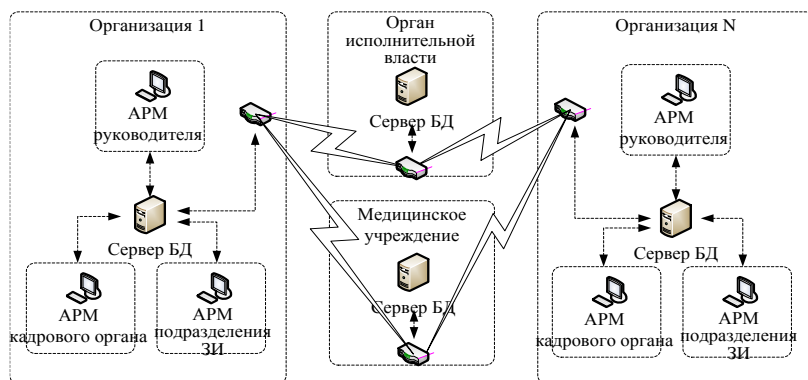 Организация 1
АРМ
руководителя
Сервер БД
АРМ
кадрового органа
АРМ
подразделения
ЗИ
Орган
исполнительной
власти
Сервер БД
Медицинское
учреждение
Сервер БД
Организация N
АРМ
руководителя
Сервер БД
АРМ
кадрового органа
АРМ
подразделения
ЗИ